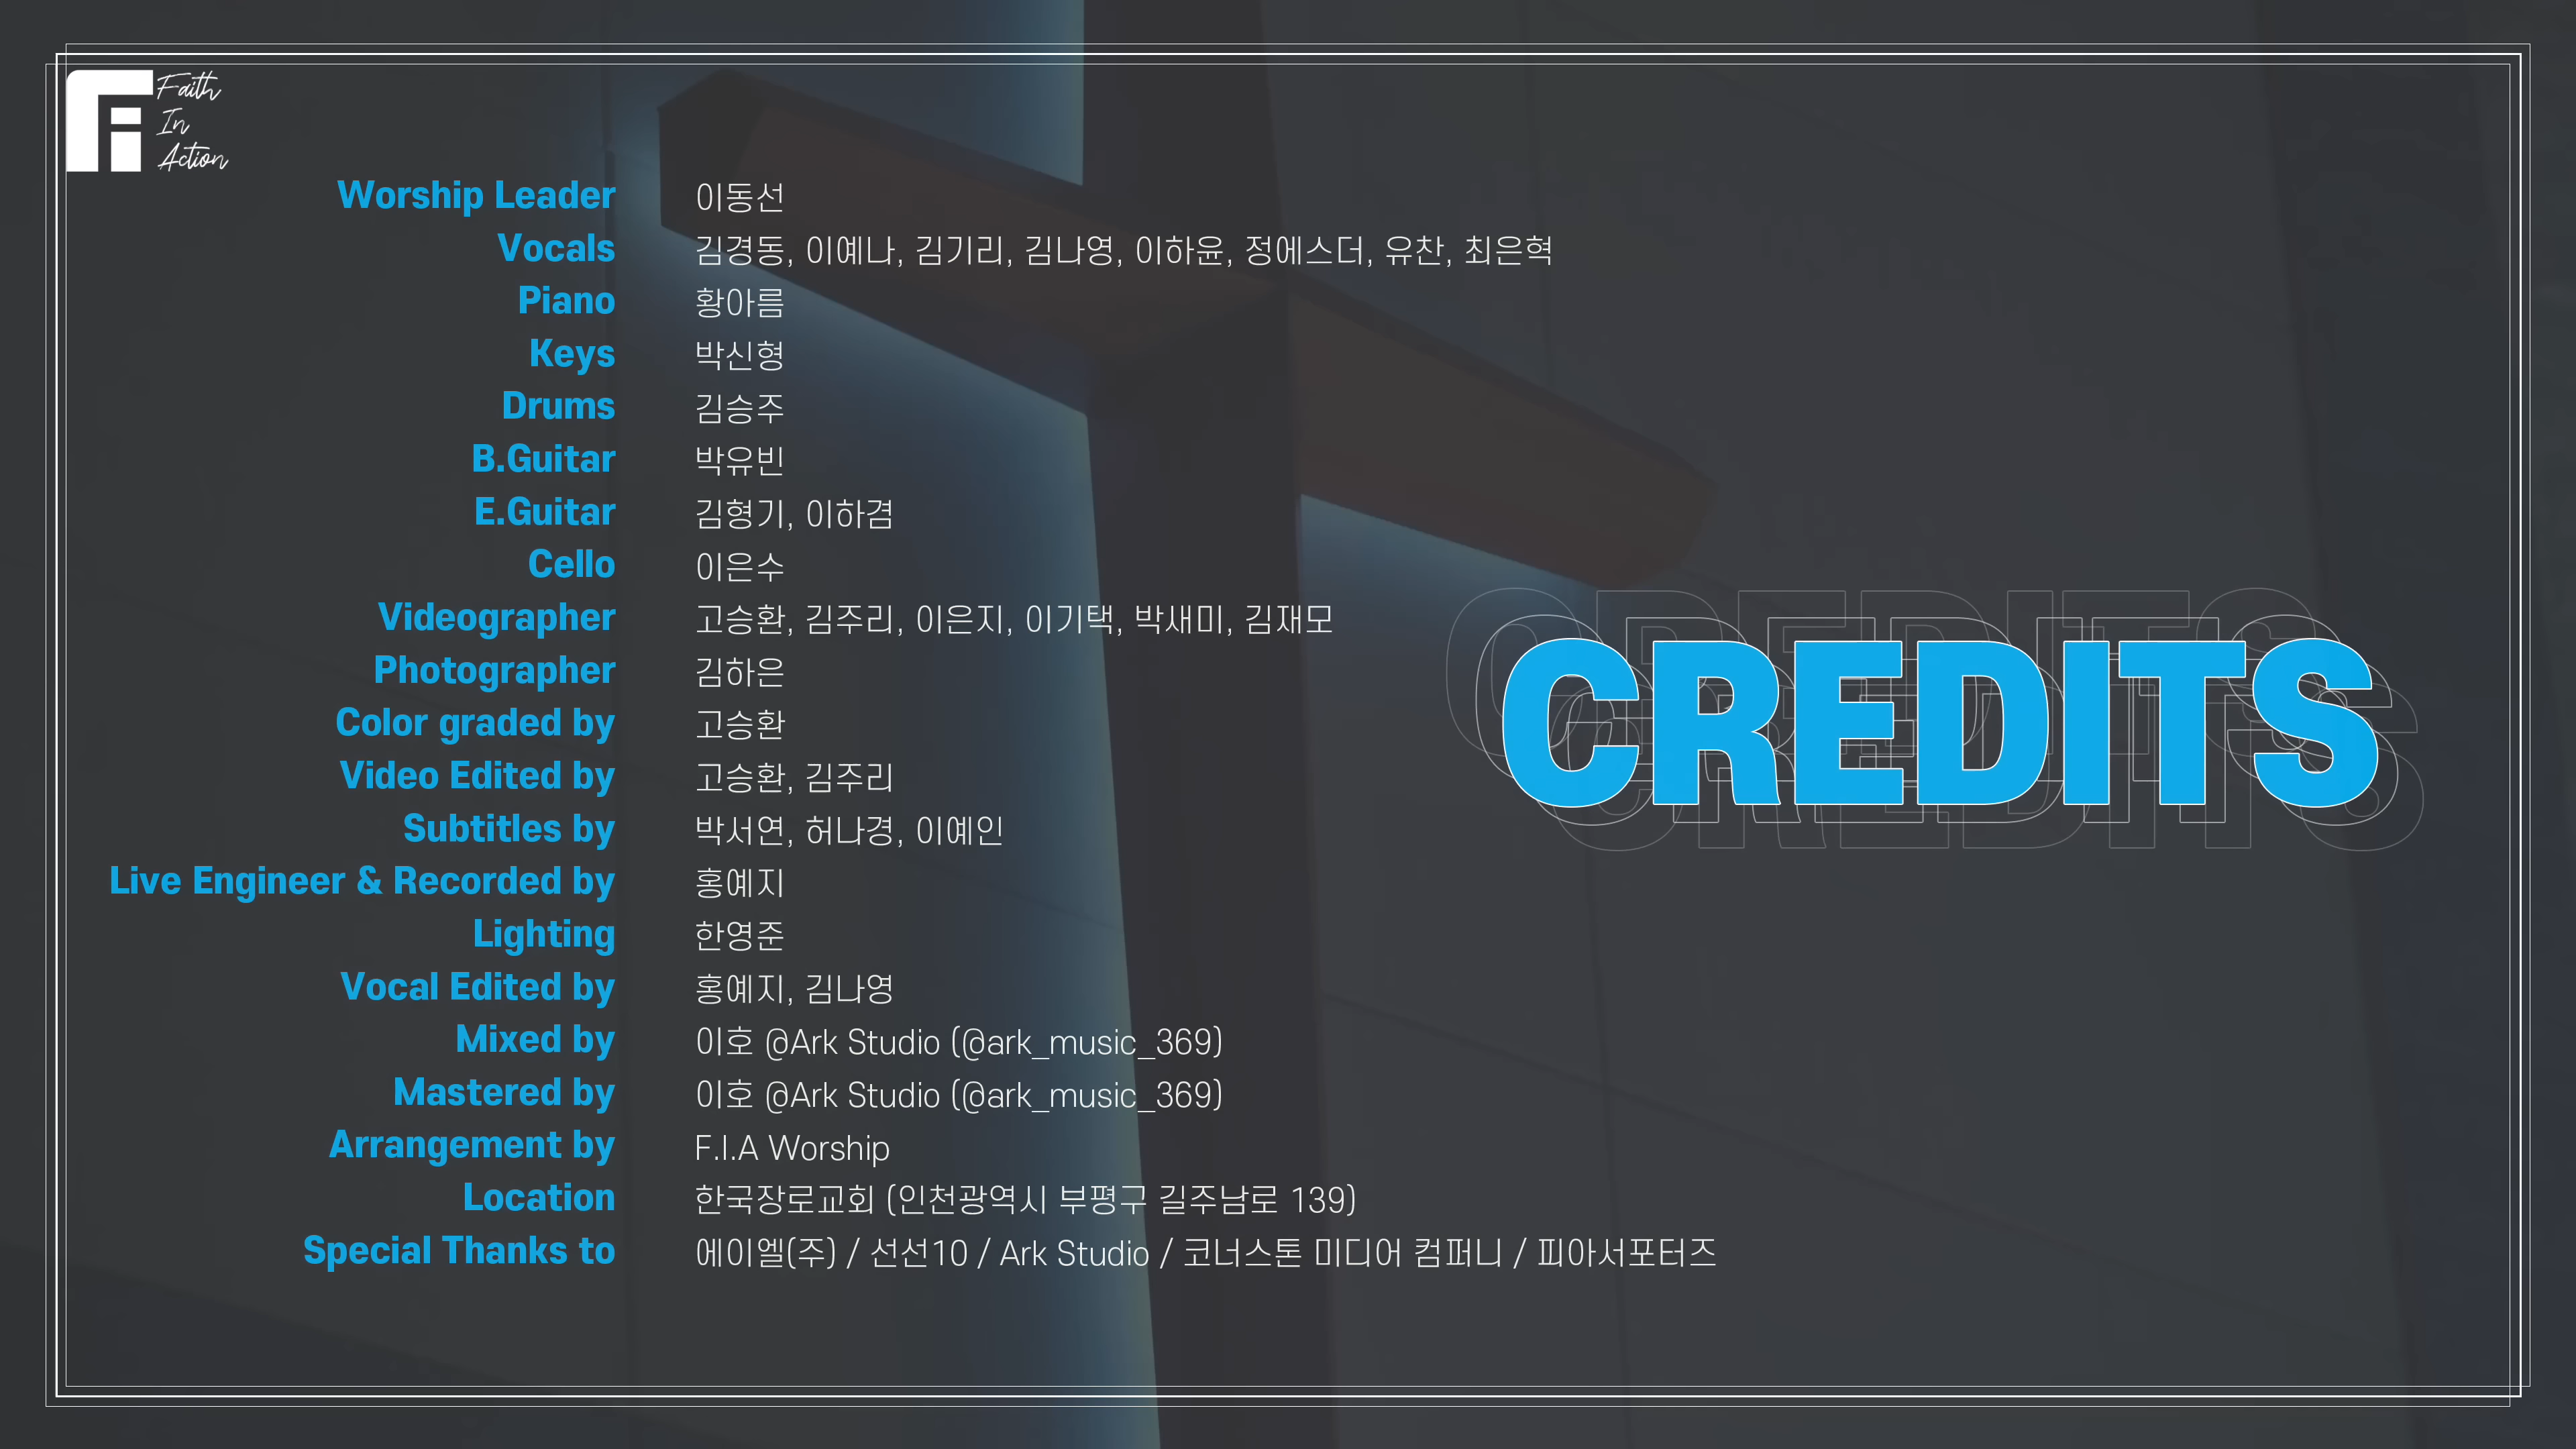 Faith
In
Action
Worship Leader 이동선
Vocals 김경동, 이예나, 김기리, 김나영, 이하윤, 정에스더, 유찬, 최은혁
Piano 황아름
Keys 박신형
Drums 김승주
B.Guitar 박유빈
E.Guitar 김형기, 이하겸
Cello 이은수
Videographer 고승환, 김주리, 이은지, 이기택, 박새미, 김재모
Photographer 김하은
Color graded by 고승환
Video Edited by 고승환, 김주리
Subtitles by 박서연, 허나경, 이예인
Live Engineer & Recorded by 홍예지
Lighting 한영준
Vocal Edited by 홍예지, 김나영
Mixed by 이호 @Ark Studio (@ark_music_369)
Mastered by 이호 @Ark Studio (@ark_music_369)
Arrangement by F.I.A Worship
Location 한국장로교회 (인천광역시 부평구 길주남로 139)
Special Thanks to 에이엘(주) / 선선10 / Ark Studio / 코너스톤 미디어 컴퍼니 / 피아서포터즈
CREDITS